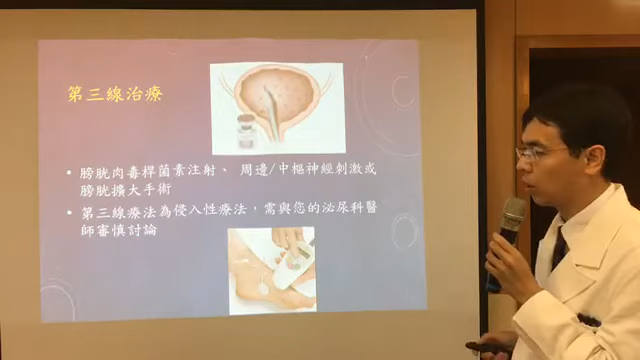 第三線治療
• 膀胱肉毒桿菌素注射、周邊/中樞神經刺激或
膀胱擴大手術
• 第三線療法為侵入性療法，需與您的泌尿科醫
師審慎討論